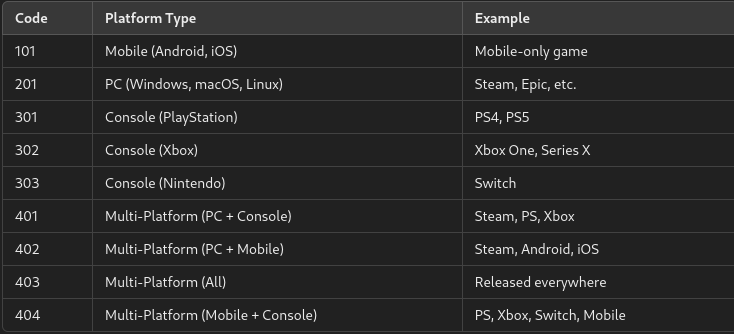 Code Platform Type Example
101 Mobile (Android, iOS) Mobile-only game
201 PC (Windows, macOS, Linux) Steam, Epic, etc.
301 Console (PlayStation) PS4, PS5
302 Console (Xbox) Xbox One, Series X
303 Console (Nintendo) Switch
401 Multi-Platform (PC + Console) Steam, PS, Xbox
402 Multi-Platform (PC + Mobile) Steam, Android, iOS
403 Multi-Platform (All) Released everywhere
404 Multi-Platform (Mobile + Console) PS, Xbox, Switch, Mobile